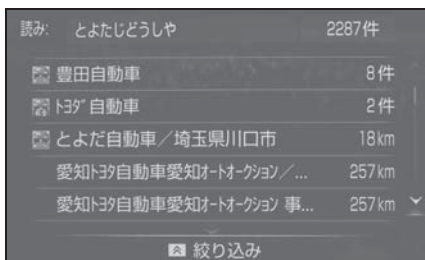 読み: とよたじどうしや 2287件
豊田自動車 8件
トヨダ自動車 2件
とよだ自動車／埼玉県川口市 18km
愛知トヨタ自動車愛知オートオークション／... 257km
愛知トヨタ自動車愛知オートオークション 事... 257km
絞り込み